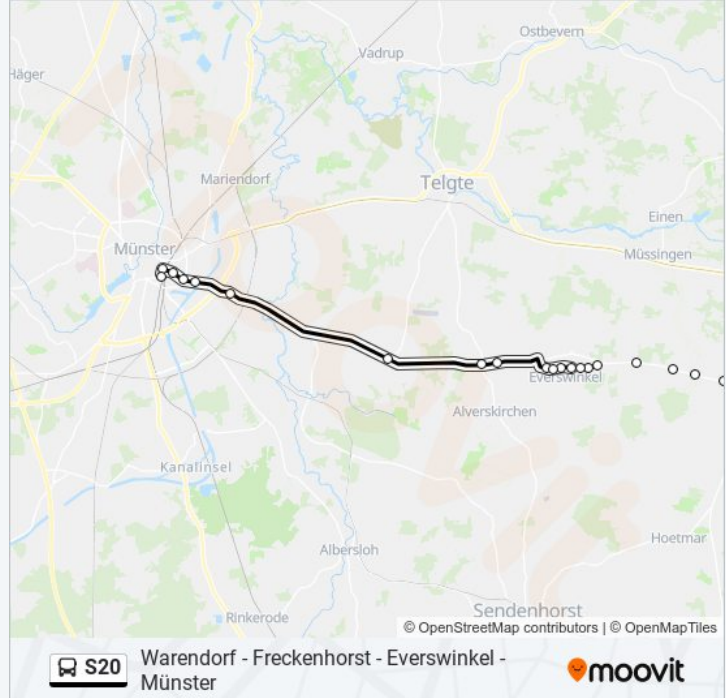 Ostbevern
Vadrup
Häger
Mariendorf
Telgte
Einen
Münster
Müssingen
Everswinkel
Alverskirchen
Kanalinsel
Hoetmar
Albersloh
Sendenhorst
Rinkerode
© OpenStreetMap contributors | © OpenMapTiles
S20
Warendorf - Freckenhorst - Everswinkel -
Münster
moovit